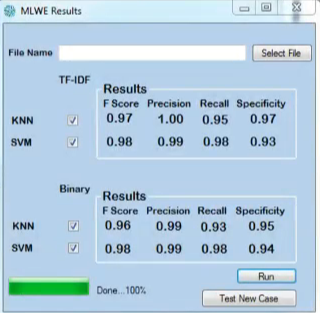 MLWE Results
File Name
Select File
TF-IDF
Results
F Score Precision Recall Specificity
KNN 0.97 1.00 0.95 0.97
SVM 0.98 0.99 0.98 0.93
Binary
Results
F Score Precision Recall Specificity
KNN 0.96 0.99 0.93 0.95
SVM 0.98 0.99 0.98 0.94
Run
Done...100%
Test New Case